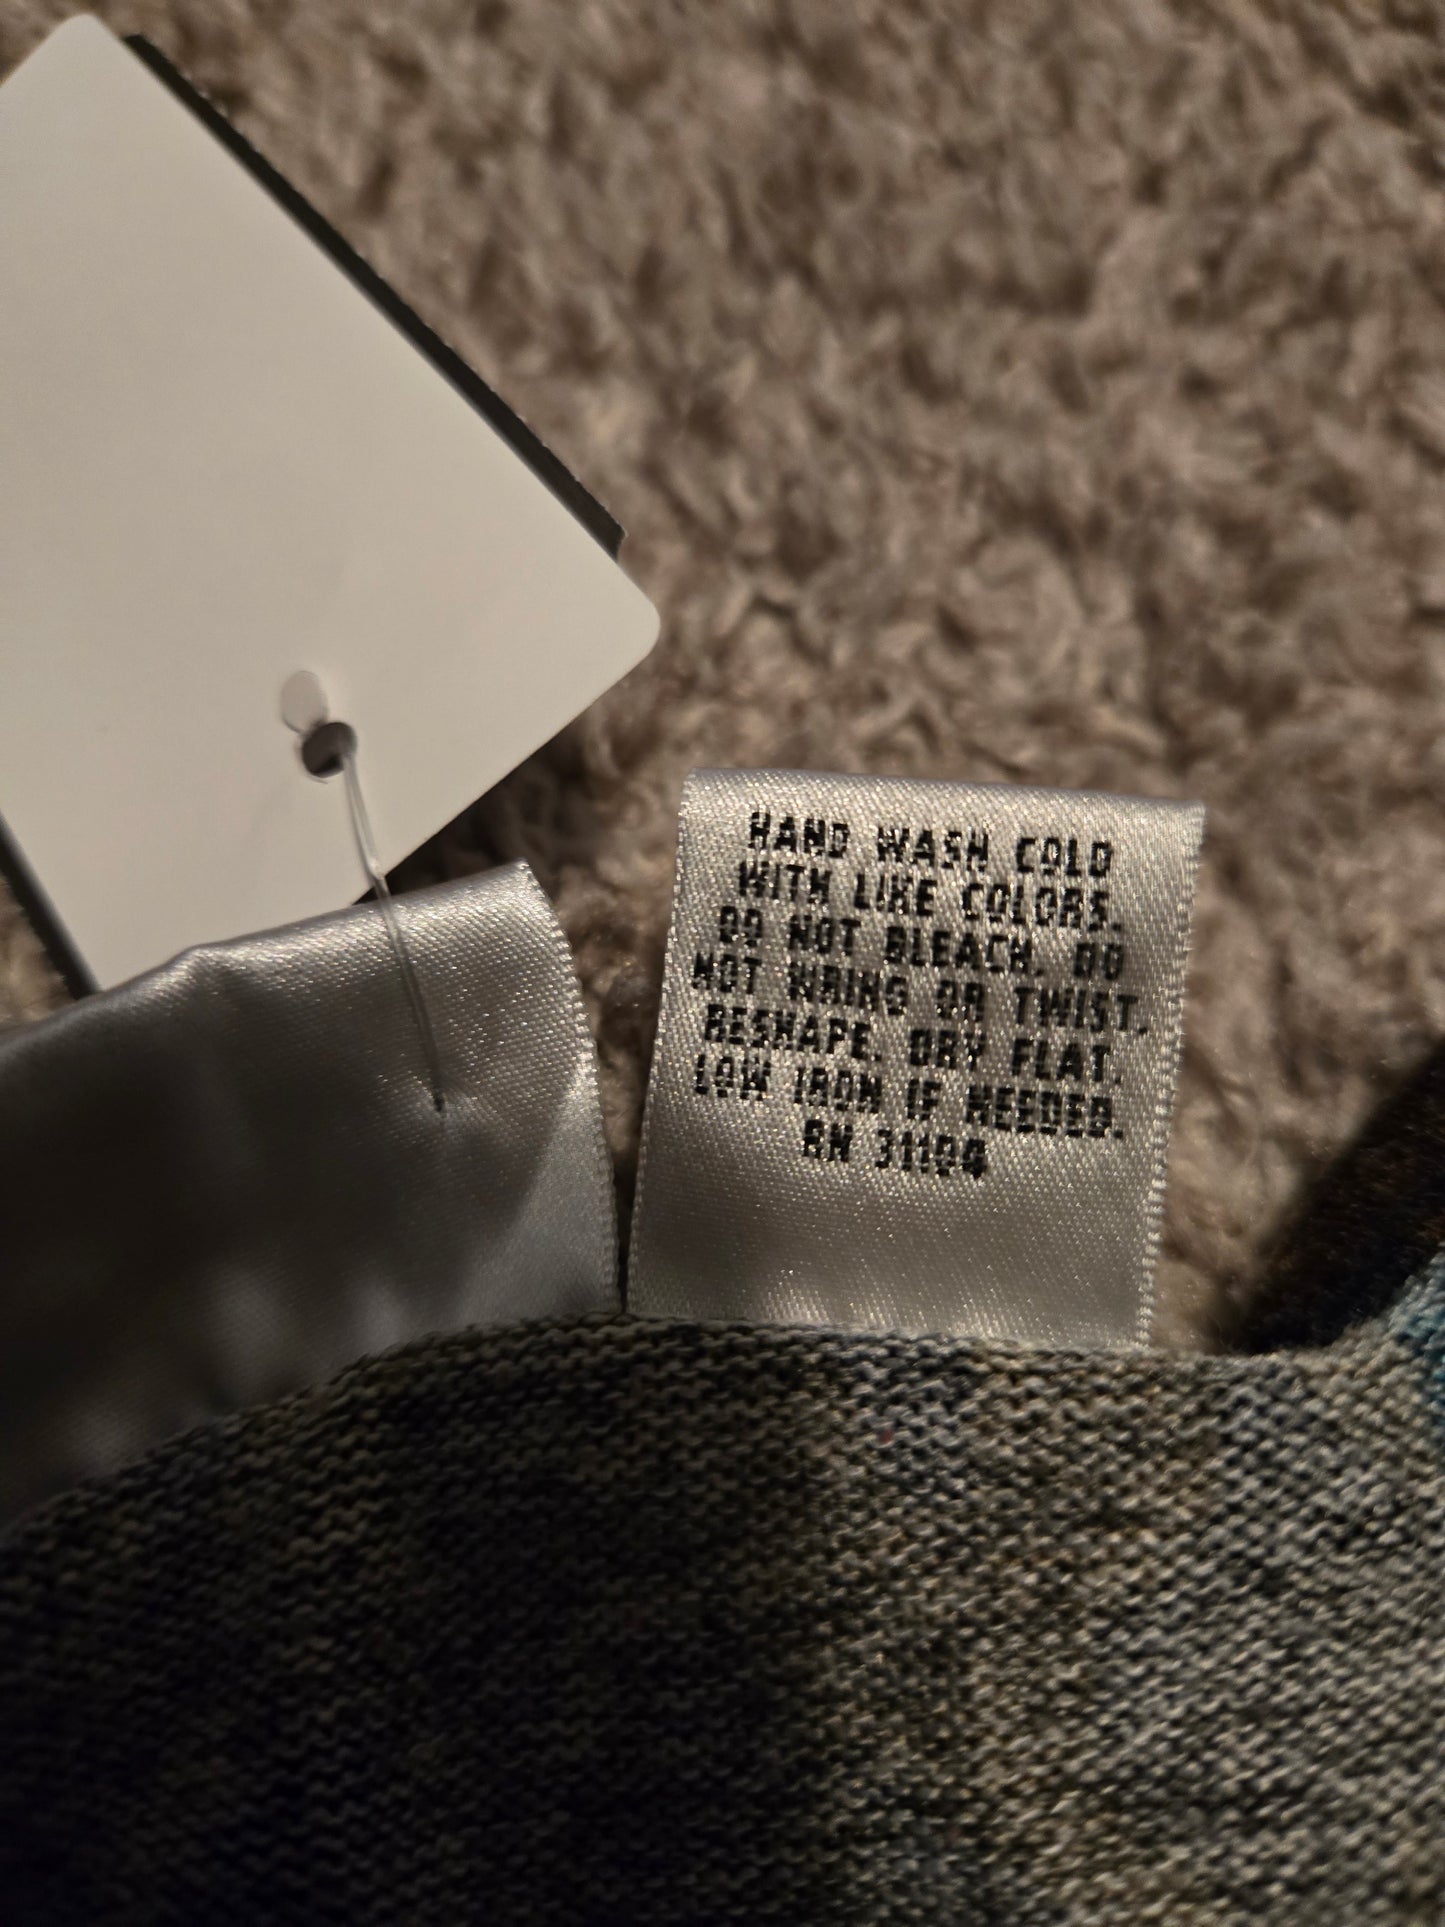 HAND WASH COLD
WITH LIKE COLORS.
DO NOT BLEACH. DO
NOT WRING OR TWIST.
RESHAPE. DRY FLAT.
LOW IRON IF NEEDED.
RN 31104